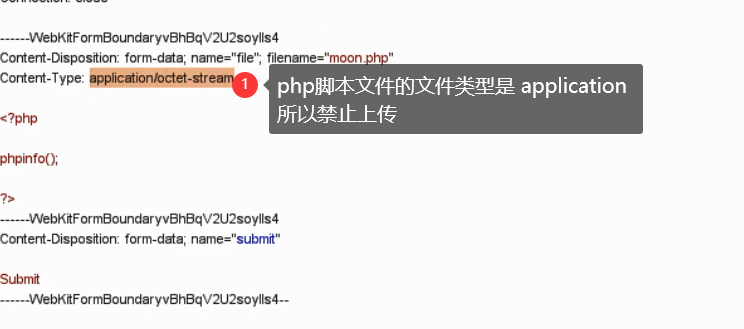 ------WebKitFormBoundaryvBhBqV2U2soylls4
Content-Disposition: form-data; name="file"; filename="moon.php"
Content-Type: application/octet-stream
1
php脚本文件的文件类型是 application
所以禁止上传
<?php
phpinfo();
?>
------WebKitFormBoundaryvBhBqV2U2soylls4
Content-Disposition: form-data; name="submit"
Submit
------WebKitFormBoundaryvBhBqV2U2soylls4--